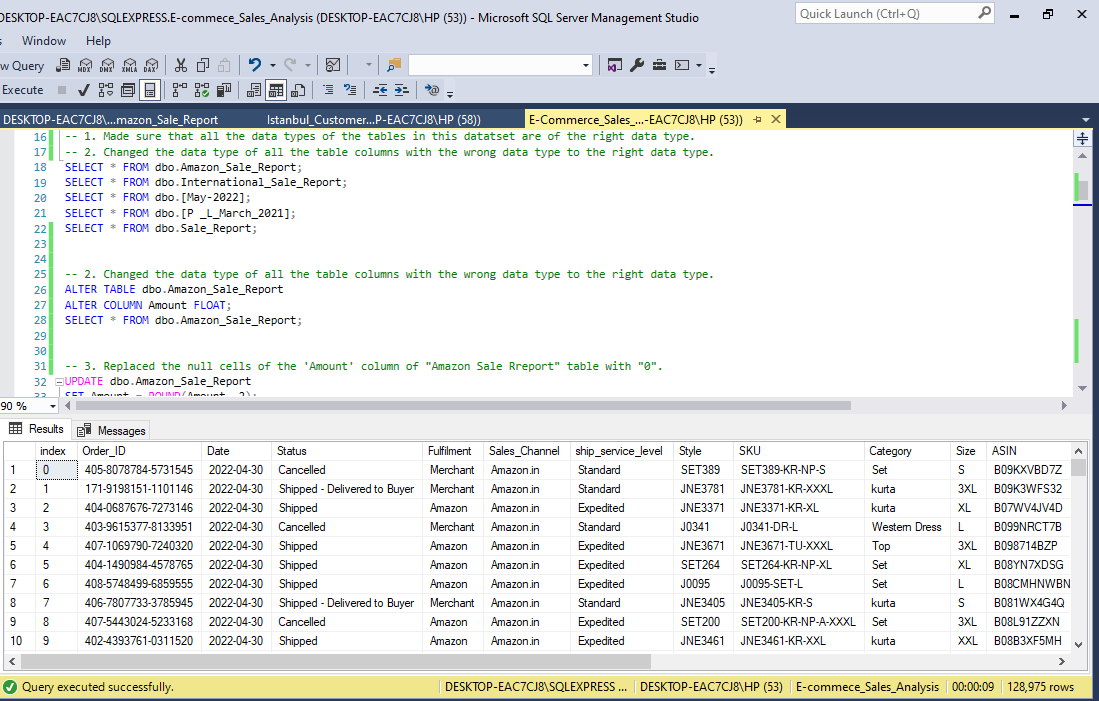 DESKTOP-EAC7CJ8\SQLEXPRESS.E-commece_Sales_Analysis (DESKTOP-EAC7CJ8\HP (53)) - Microsoft SQL Server Management Studio
Quick Launch (Ctrl+Q)
s Window Help
w Query MDX DMX XMLA DAX
Execute
DESKTOP-EAC7CJ8\...mazon_Sale_Report Istanbul_Customer...P-EAC7CJ8\HP (58)) E-Commerce_Sales_...-EAC7CJ8\HP (53))
16 -- 1. Made sure that all the data types of the tables in this datatset are of the right data type.
17 -- 2. Changed the data type of all the table columns with the wrong data type to the right data type.
18 SELECT * FROM dbo.Amazon_Sale_Report;
19 SELECT * FROM dbo.International_Sale_Report;
20 SELECT * FROM dbo.[May-2022];
21 SELECT * FROM dbo.[P _L_March_2021];
22 SELECT * FROM dbo.Sale_Report;
23
24
25 -- 2. Changed the data type of all the table columns with the wrong data type to the right data type.
26 ALTER TABLE dbo.Amazon_Sale_Report
27 ALTER COLUMN Amount FLOAT;
28 SELECT * FROM dbo.Amazon_Sale_Report;
29
30
31 -- 3. Replaced the null cells of the 'Amount' column of "Amazon Sale Rreport" table with "0".
32 UPDATE dbo.Amazon_Sale_Report
33 SET Amount = ROUND(Amount, 2);
90 %
Results Messages
index Order_ID Date Status Fulfilment Sales_Channel ship_service_level Style SKU Category Size ASIN
1 0 405-8078784-5731545 2022-04-30 Cancelled Merchant Amazon.in Standard SET389 SET389-KR-NP-S Set S B09KXVBD7Z
2 1 171-9198151-1101146 2022-04-30 Shipped - Delivered to Buyer Merchant Amazon.in Standard JNE3781 JNE3781-KR-XXXL kurta 3XL B09K3WFS32
3 2 404-0687676-7273146 2022-04-30 Shipped Amazon Amazon.in Expedited JNE3371 JNE3371-KR-XL kurta XL B07WV4JV4D
4 3 403-9615377-8133951 2022-04-30 Cancelled Merchant Amazon.in Standard J0341 J0341-DR-L Western Dress L B099NRCT7B
5 4 407-1069790-7240320 2022-04-30 Shipped Amazon Amazon.in Expedited JNE3671 JNE3671-TU-XXXL Top 3XL B098714BZP
6 5 404-1490984-4578765 2022-04-30 Shipped Amazon Amazon.in Expedited SET264 SET264-KR-NP-XL Set XL B08YN7XDSG
7 6 408-5748499-6859555 2022-04-30 Shipped Amazon Amazon.in Expedited J0095 J0095-SET-L Set L B08CMHNWBN
8 7 406-7807733-3785945 2022-04-30 Shipped - Delivered to Buyer Merchant Amazon.in Standard JNE3405 JNE3405-KR-S kurta S B081WX4G4Q
9 8 407-5443024-5233168 2022-04-30 Cancelled Amazon Amazon.in Expedited SET200 SET200-KR-NP-A-XXXL Set 3XL B08L91ZZXN
10 9 402-4393761-0311520 2022-04-30 Shipped Amazon Amazon.in Expedited JNE3461 JNE3461-KR-XXL kurta XXL B08B3XF5MH
Query executed successfully. DESKTOP-EAC7CJ8\SQLEXPRESS ... DESKTOP-EAC7CJ8\HP (53) E-commece_Sales_Analysis 00:00:09 128,975 rows